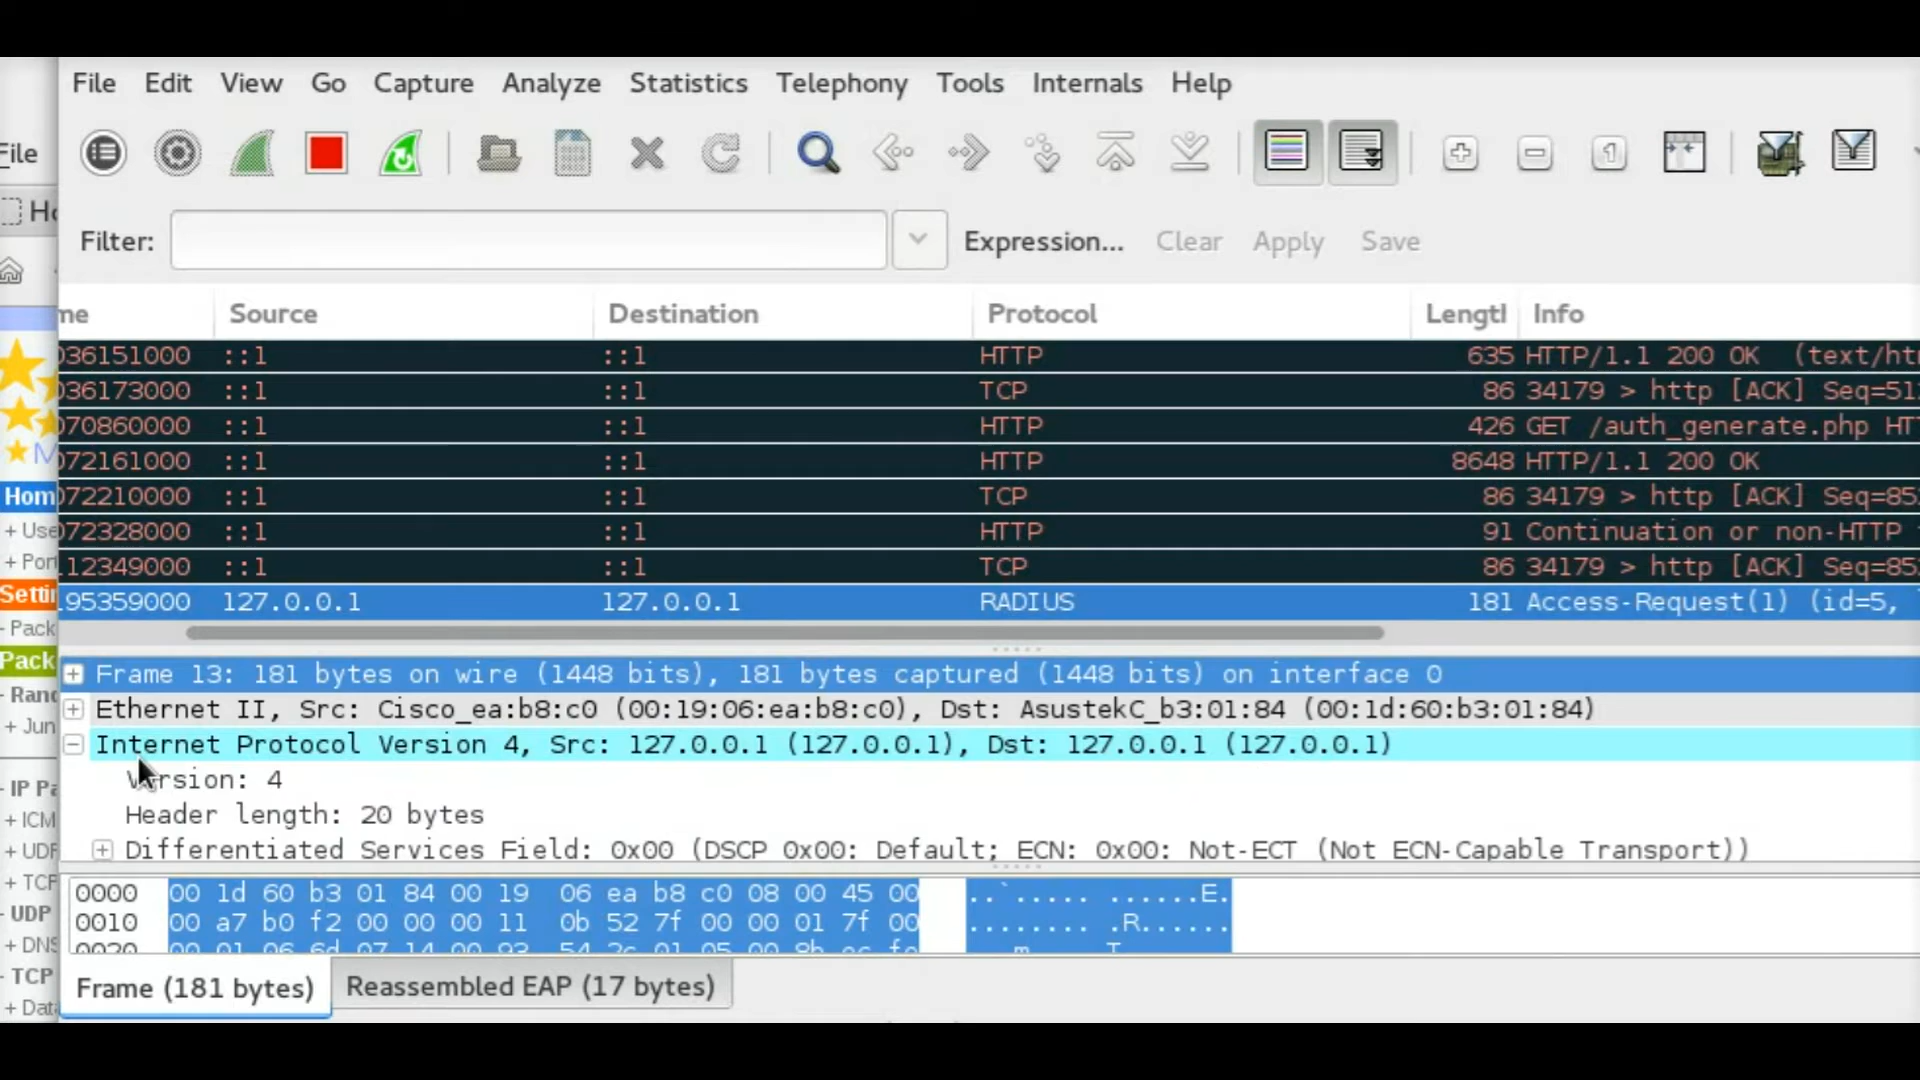 File Edit View Go Capture Analyze Statistics Telephony Tools Internals Help
File
Filter: Expression... Clear Apply Save
Source Destination Protocol Info
036151000 ::1 ::1 HTTP 635 HTTP/1.1 200 OK
036173000 ::1 ::1 TCP 86 34179 > http [ACK]
070860000 ::1 ::1 HTTP 426 GET /auth_generate.php
072161000 ::1 ::1 HTTP 8648 HTTP/1.1 200 OK
072210000 ::1 ::1 TCP 86 34179 > http [ACK]
072328000 ::1 ::1 HTTP 91 Continuation or non-HTTP
12349000 ::1 ::1 TCP 86 34179 > http [ACK]
95359000 127.0.0.1 127.0.0.1 RADIUS 181 Access-Request(1) (id=5,
Frame 13: 181 bytes on wire (1448 bits), 181 bytes captured (1448 bits) on interface 0
Ethernet II, Src: Cisco_ea:b8:c0 (00:19:06:ea:b8:c0), Dst: AsustekC_b3:01:84 (00:1d:60:b3:01:84)
Internet Protocol Version 4, Src: 127.0.0.1 (127.0.0.1), Dst: 127.0.0.1 (127.0.0.1)
Version: 4
Header length: 20 bytes
Differentiated Services Field: 0x00 (DSCP 0x00: Default; ECN: 0x00: Not-ECT (Not ECN-Capable Transport))
0000 00 1d 60 b3 01 84 00 19 06 ea b8 c0 08 00 45 00 ..`..... ......E.
0010 00 a7 b0 f2 00 00 00 11 0b 52 7f 00 00 01 7f 00 ........ .R......
Frame (181 bytes) Reassembled EAP (17 bytes)